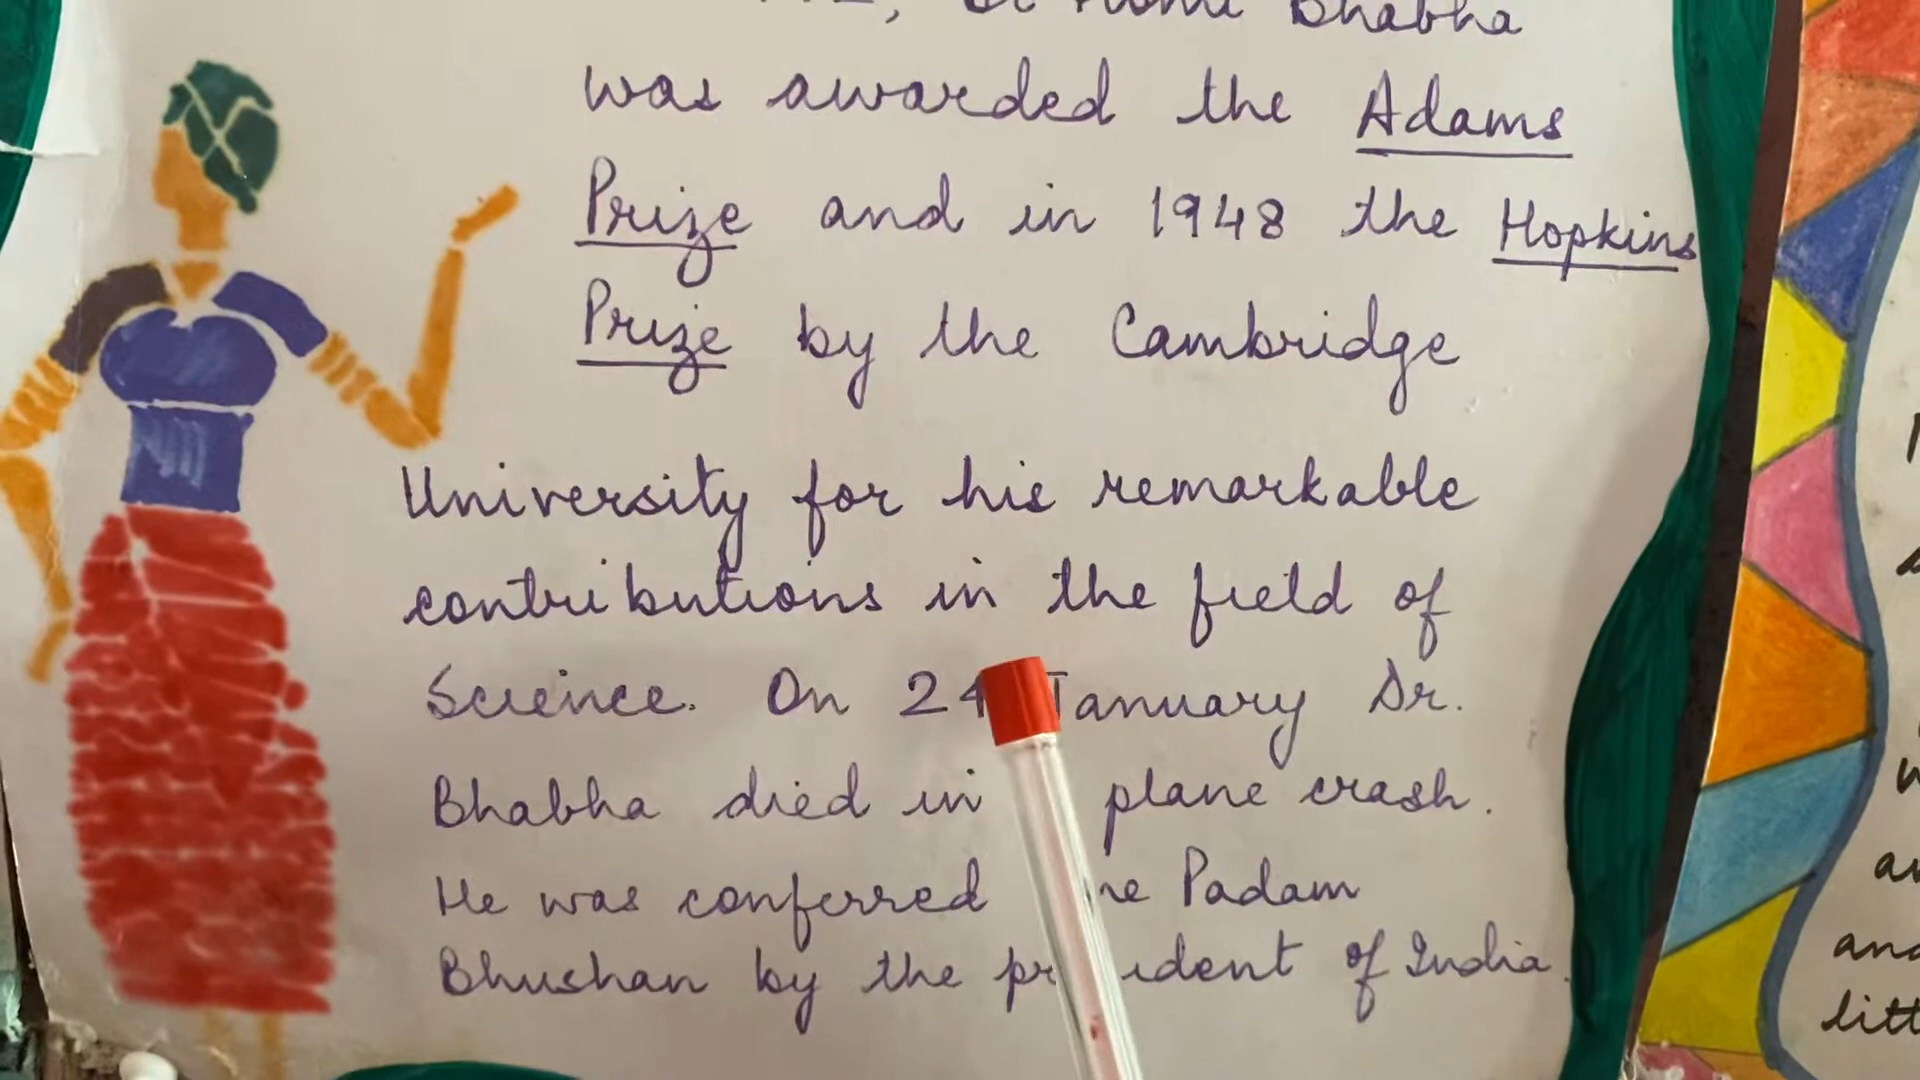 Bhabha
was awarded the Adams
Prize and in 1948 the Hopkins
Prize by the Cambridge
University for his remarkable
contributions in the field of
Science. On 24 January Dr.
Bhabha died in plane crash.
He was conferred Padam
Bhushan by the of India.
and